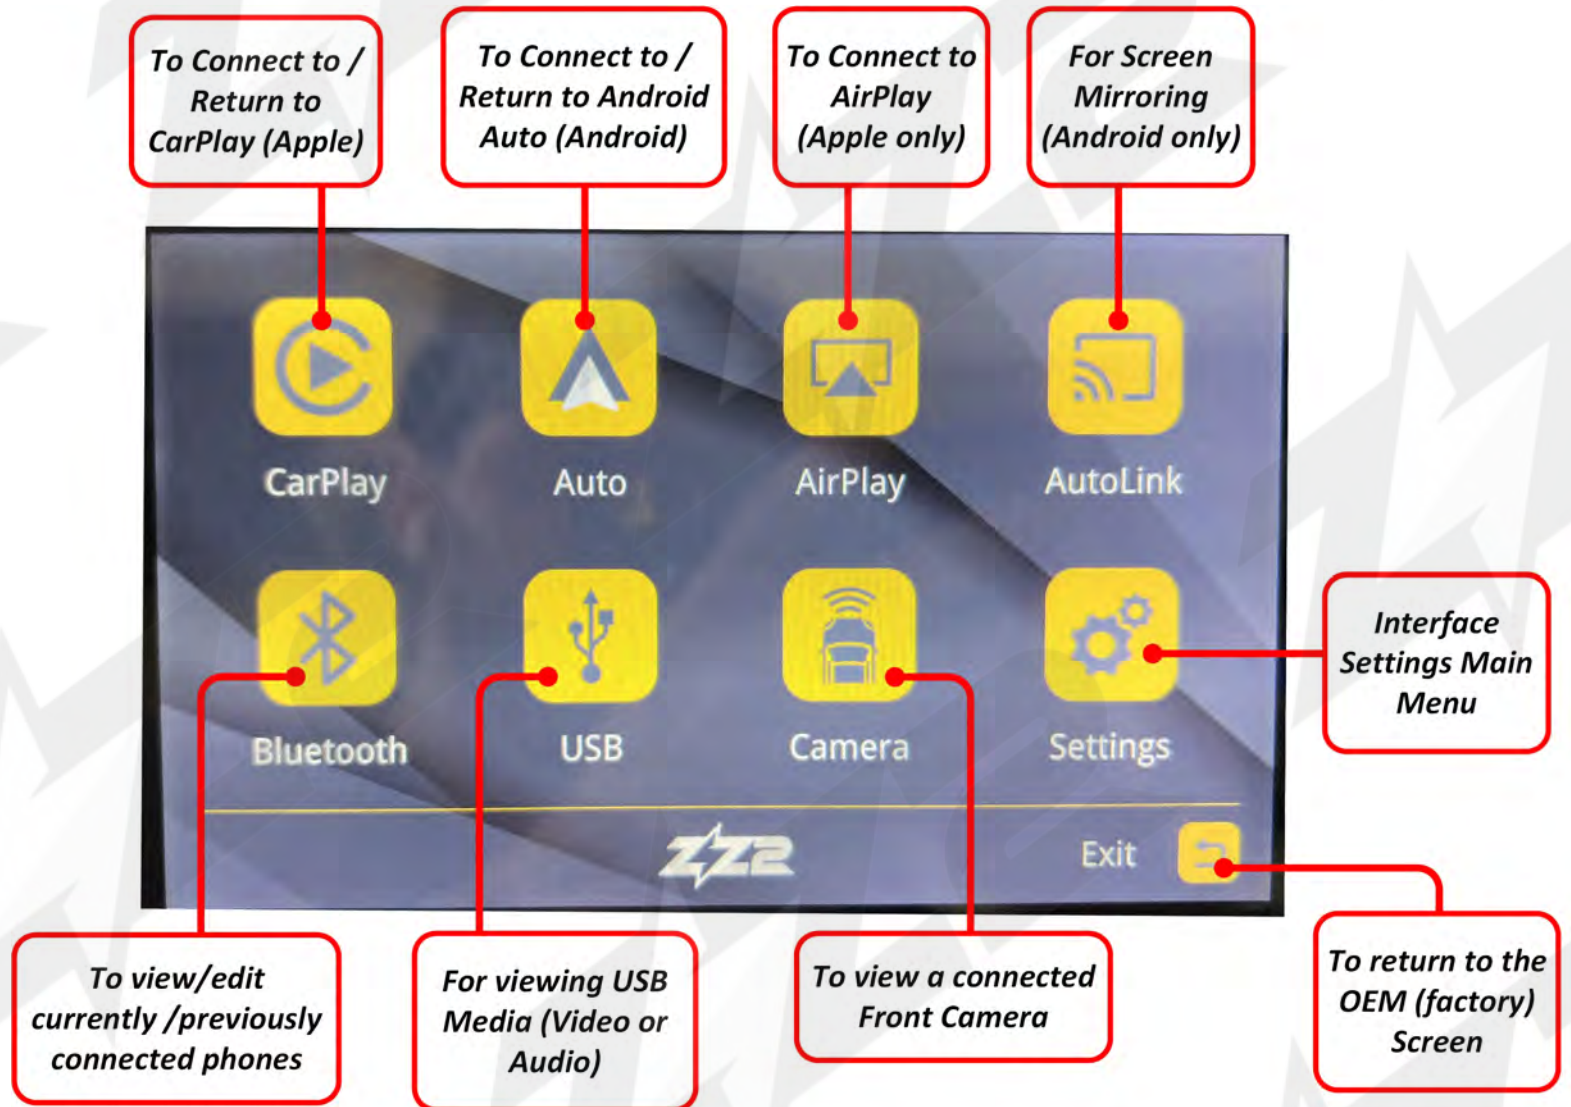 To Connect to /
Return to
CarPlay (Apple)
To Connect to /
Return to Android
Auto (Android)
To Connect to
AirPlay
(Apple only)
For Screen
Mirroring
(Android only)
CarPlay
Auto
AirPlay
AutoLink
Bluetooth
USB
Camera
Settings
Interface
Settings Main
Menu
ZZ2
Exit
To view/edit
currently /previously
connected phones
For viewing USB
Media (Video or
Audio)
To view a connected
Front Camera
To return to the
OEM (factory)
Screen